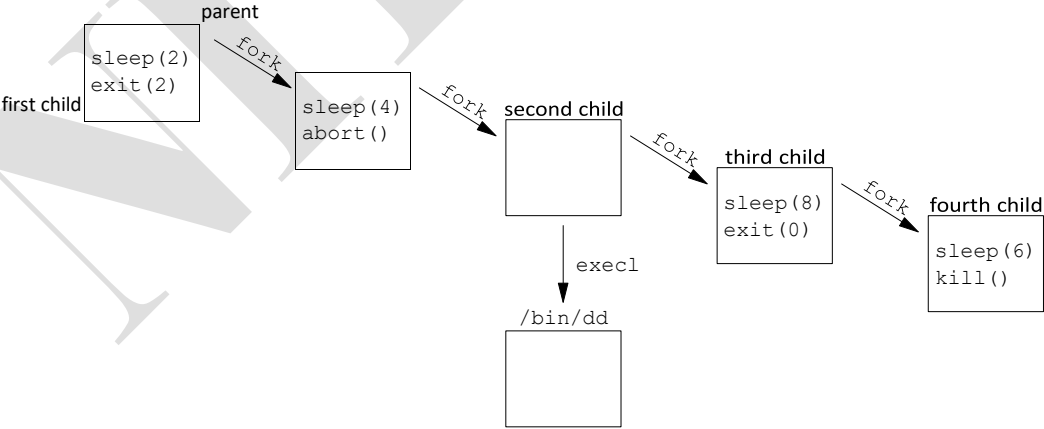 parent
sleep(2)
exit(2)
first child
fork
sleep(4)
abort()
fork
second child
execl
/bin/dd
fork
third child
sleep(8)
exit(0)
fork
fourth child
sleep(6)
kill()